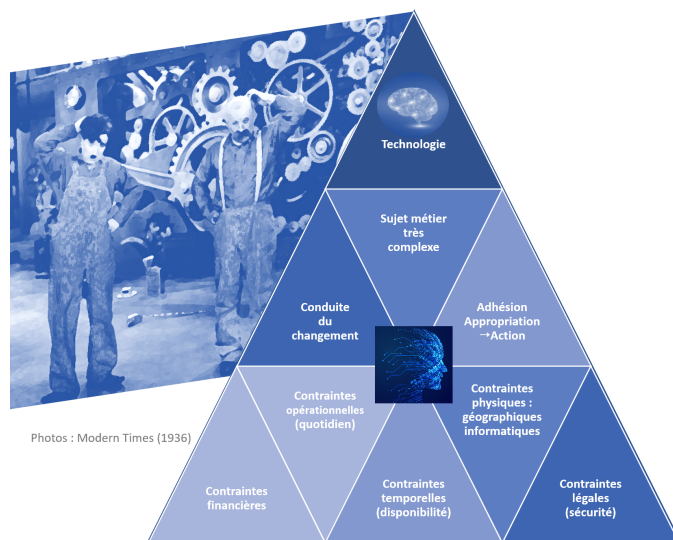 Technologie
Sujet métier
très
complexe
Conduite
du
changement
Adhésion
Appropriation
→Action
Contraintes
opérationnelles
(quotidien)
Contraintes
physiques :
géographiques
informatiques
Photos : Modern Times (1936)
Contraintes
financières
Contraintes
temporelles
(disponibilité)
Contraintes
légales
(sécurité)